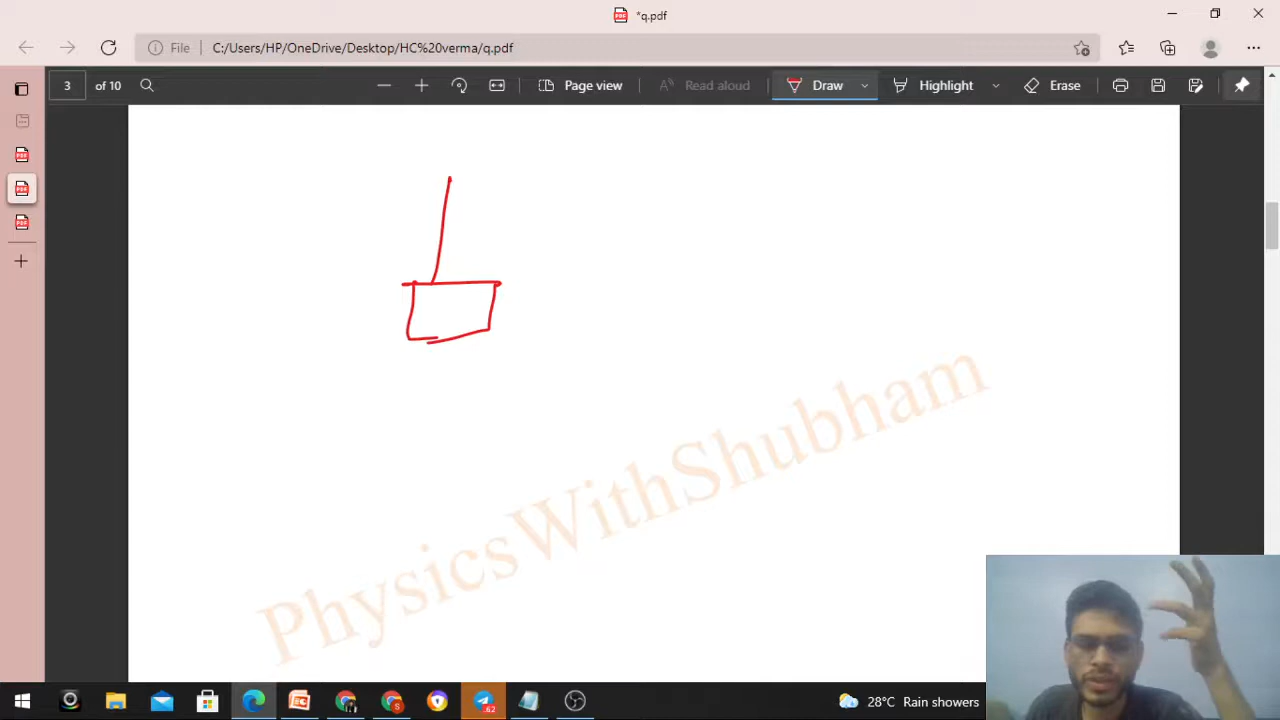 *q.pdf
File C:/Users/HP/OneDrive/Desktop/HC%20verma/q.pdf
3 of 10 Page view Read aloud Draw Highlight Erase
PhysicsWithShubham
62
28°C Rain showers